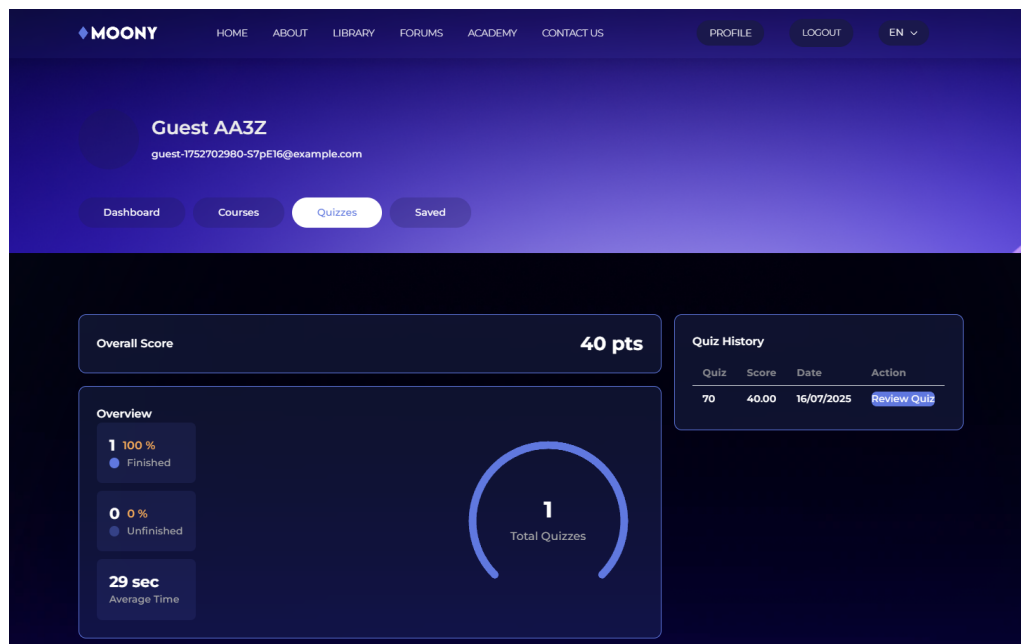 MOONY HOME ABOUT LIBRARY FORUMS ACADEMY CONTACT US PROFILE LOGOUT EN
Guest AA3Z
guest-1752702980-S7pE16@example.com
Dashboard Courses Quizzes Saved
Overall Score 40 pts
Overview
1 100 %
Finished
0 0 %
Unfinished
29 sec
Average Time
1
Total Quizzes
Quiz History
Quiz Score Date Action
70 40.00 16/07/2025 Review Quiz